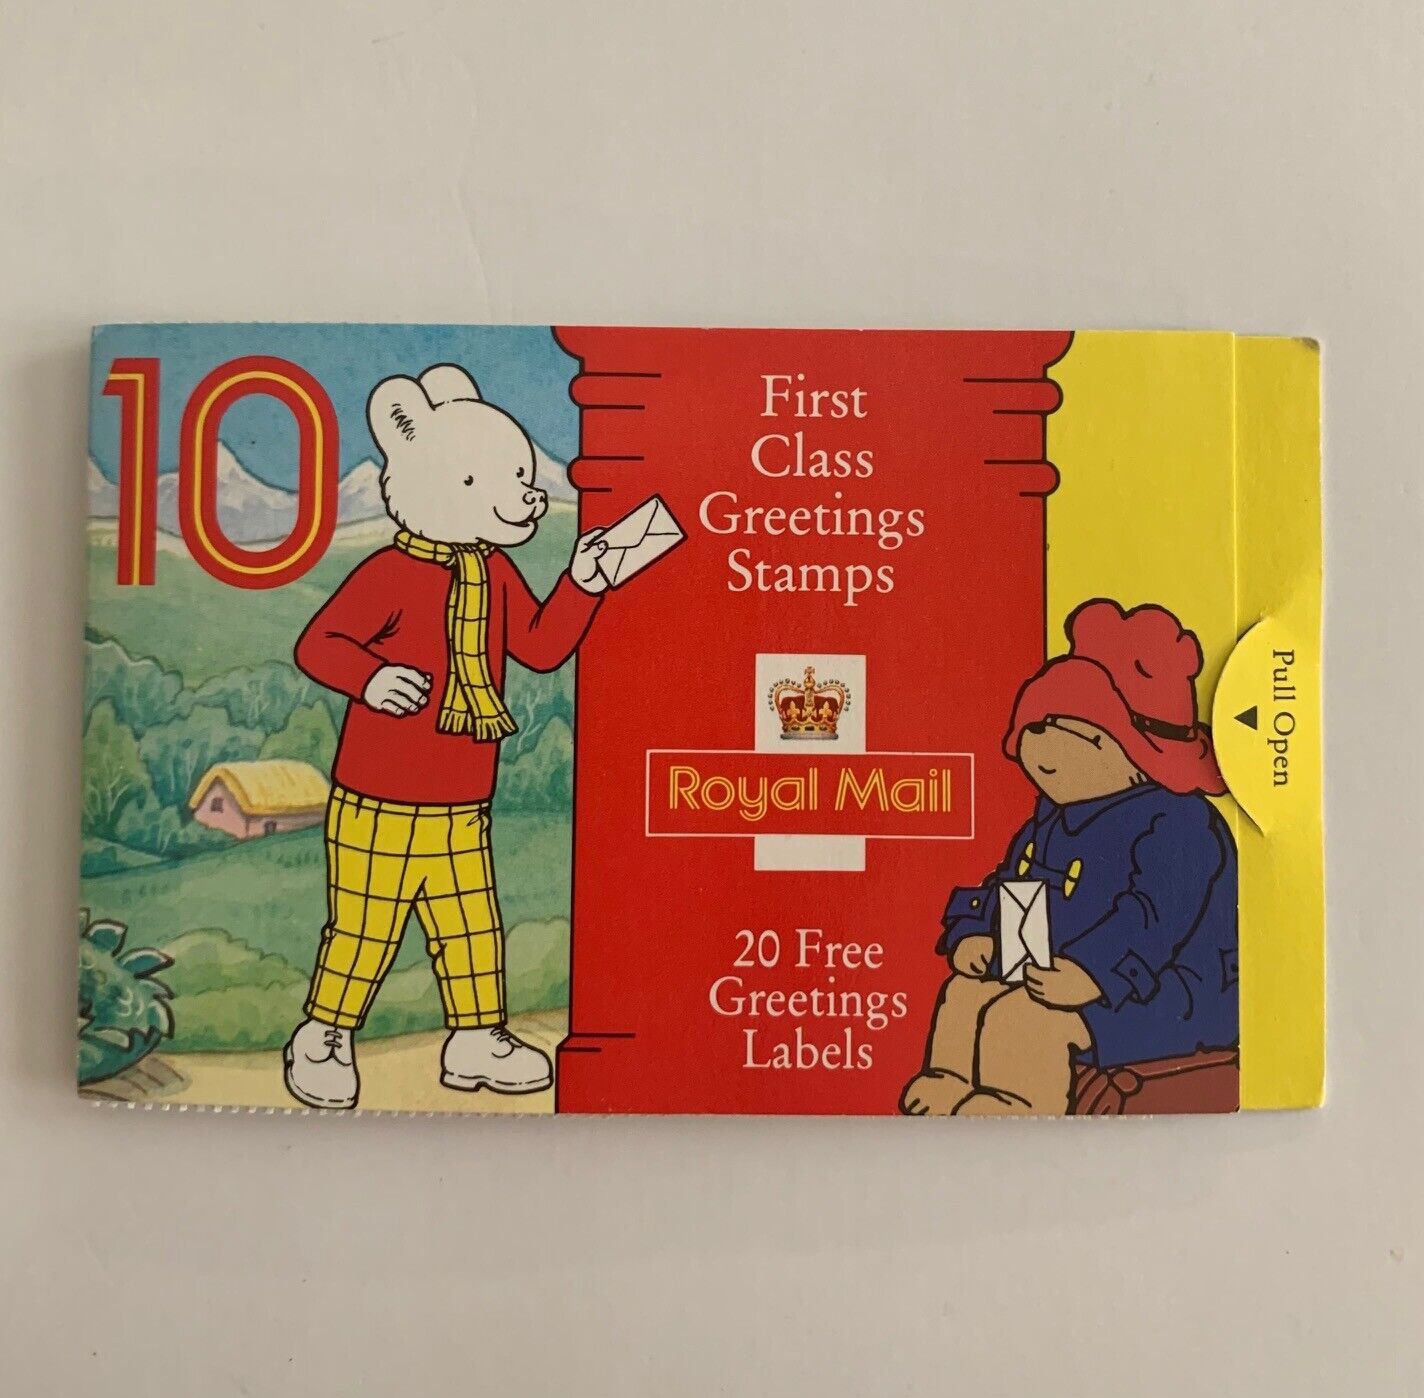 10
First
Class
Greetings
Stamps
Royal Mail
20 Free
Greetings
Labels
Pull Open